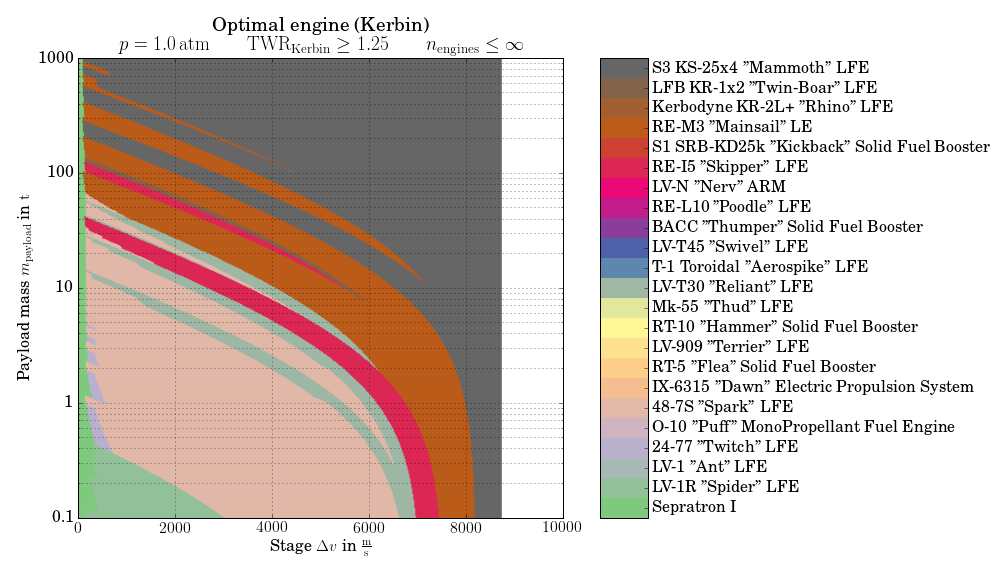 Optimal engine (Kerbin)
p = 1.0 atm TWR_Kerbin ≥ 1.25 n_engines ≤ ∞
1000
100
10
1
0.1
Payload mass m_payload in t
0 2000 4000 6000 8000 10000
Stage Δv in m/s
S3 KS-25x4 ”Mammoth” LFE
LFB KR-1x2 ”Twin-Boar” LFE
Kerbodyne KR-2L+ ”Rhino” LFE
RE-M3 ”Mainsail” LE
S1 SRB-KD25k ”Kickback” Solid Fuel Booster
RE-I5 ”Skipper” LFE
LV-N ”Nerv” ARM
RE-L10 ”Poodle” LFE
BACC ”Thumper” Solid Fuel Booster
LV-T45 ”Swivel” LFE
T-1 Toroidal ”Aerospike” LFE
LV-T30 ”Reliant” LFE
Mk-55 ”Thud” LFE
RT-10 ”Hammer” Solid Fuel Booster
LV-909 ”Terrier” LFE
RT-5 ”Flea” Solid Fuel Booster
IX-6315 ”Dawn” Electric Propulsion System
48-7S ”Spark” LFE
O-10 ”Puff” MonoPropellant Fuel Engine
24-77 ”Twitch” LFE
LV-1 ”Ant” LFE
LV-1R ”Spider” LFE
Sepratron I